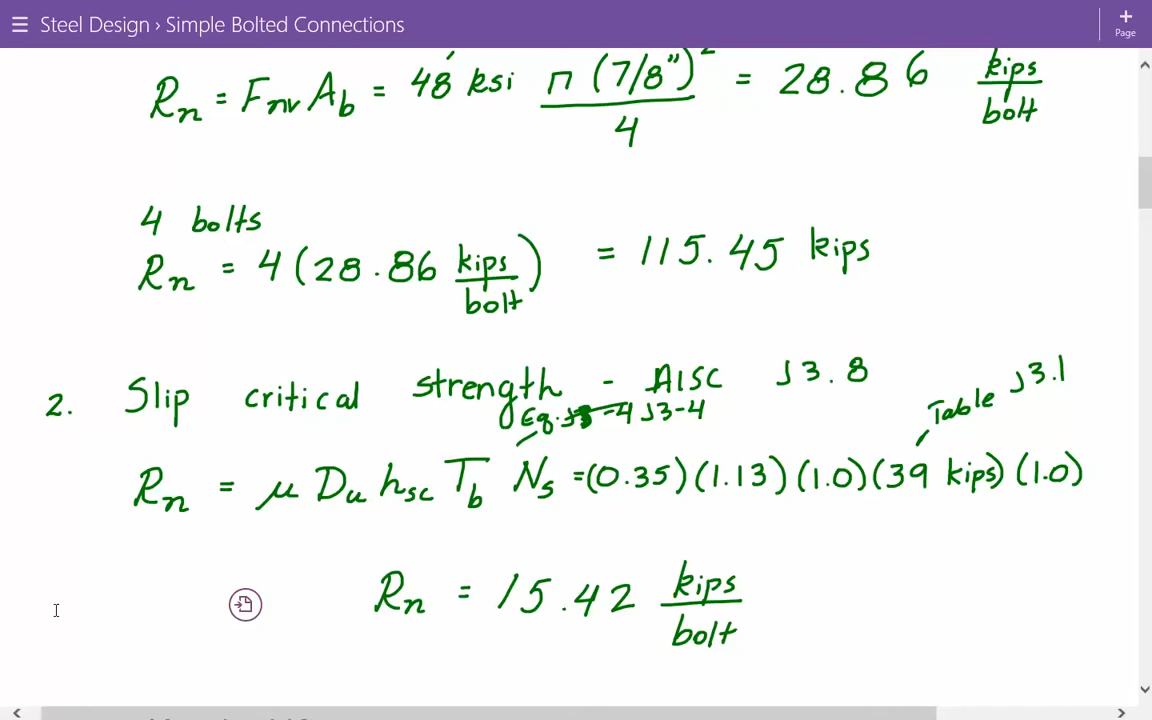 Steel Design › Simple Bolted Connections
Page
Rn = Fnv Ab = 48 ksi π (7/8")² / 4 = 28.86 kips/bolt
4 bolts
Rn = 4(28.86 kips/bolt) = 115.45 kips
2. Slip critical strength - AISC J3.8
Eq. J3-4 Table J3.1
Rn = μ Du hsc Tb Ns =(0.35)(1.13)(1.0)(39 kips)(1.0)
Rn = 15.42 kips/bolt